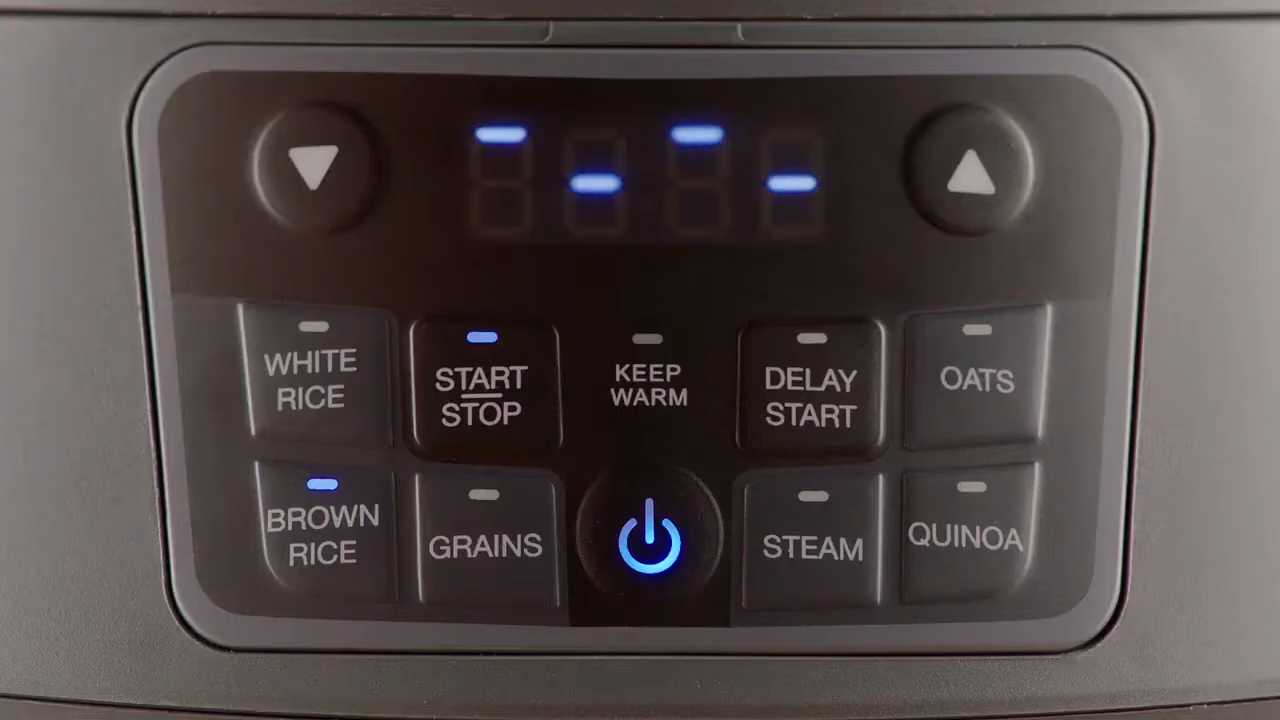 WHITE
RICE
START
STOP
KEEP
WARM
DELAY
START
OATS
BROWN
RICE
GRAINS
STEAM
QUINOA